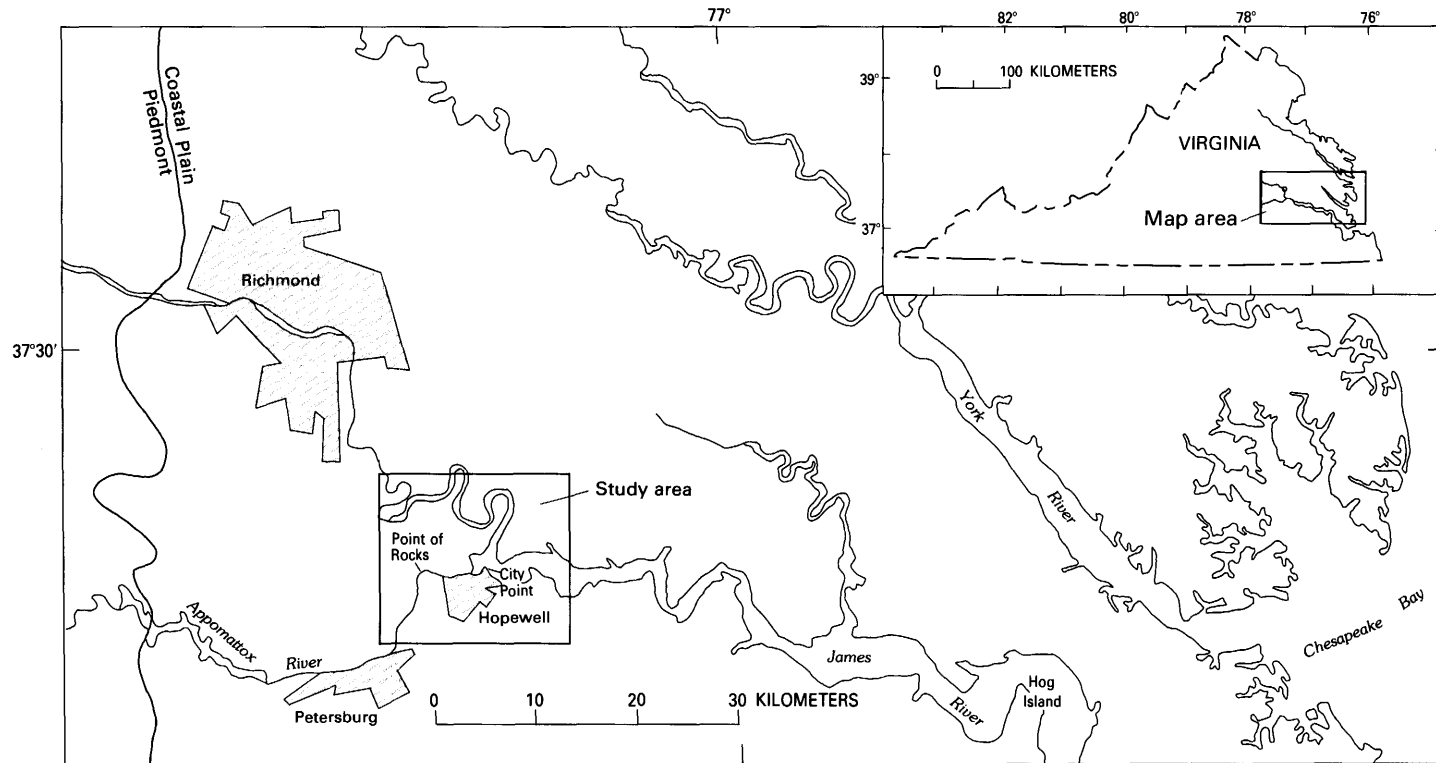 77°
82°
80°
78°
76°
0 100 KILOMETERS
39°
VIRGINIA
Map area
37°
Coastal Plain
Piedmont
Richmond
37°30'
York
River
Study area
Point of
Rocks
City
Point
Hopewell
Appomattox
River
Petersburg
James
River
Hog
Island
Chesapeake Bay
0 10 20 30 KILOMETERS